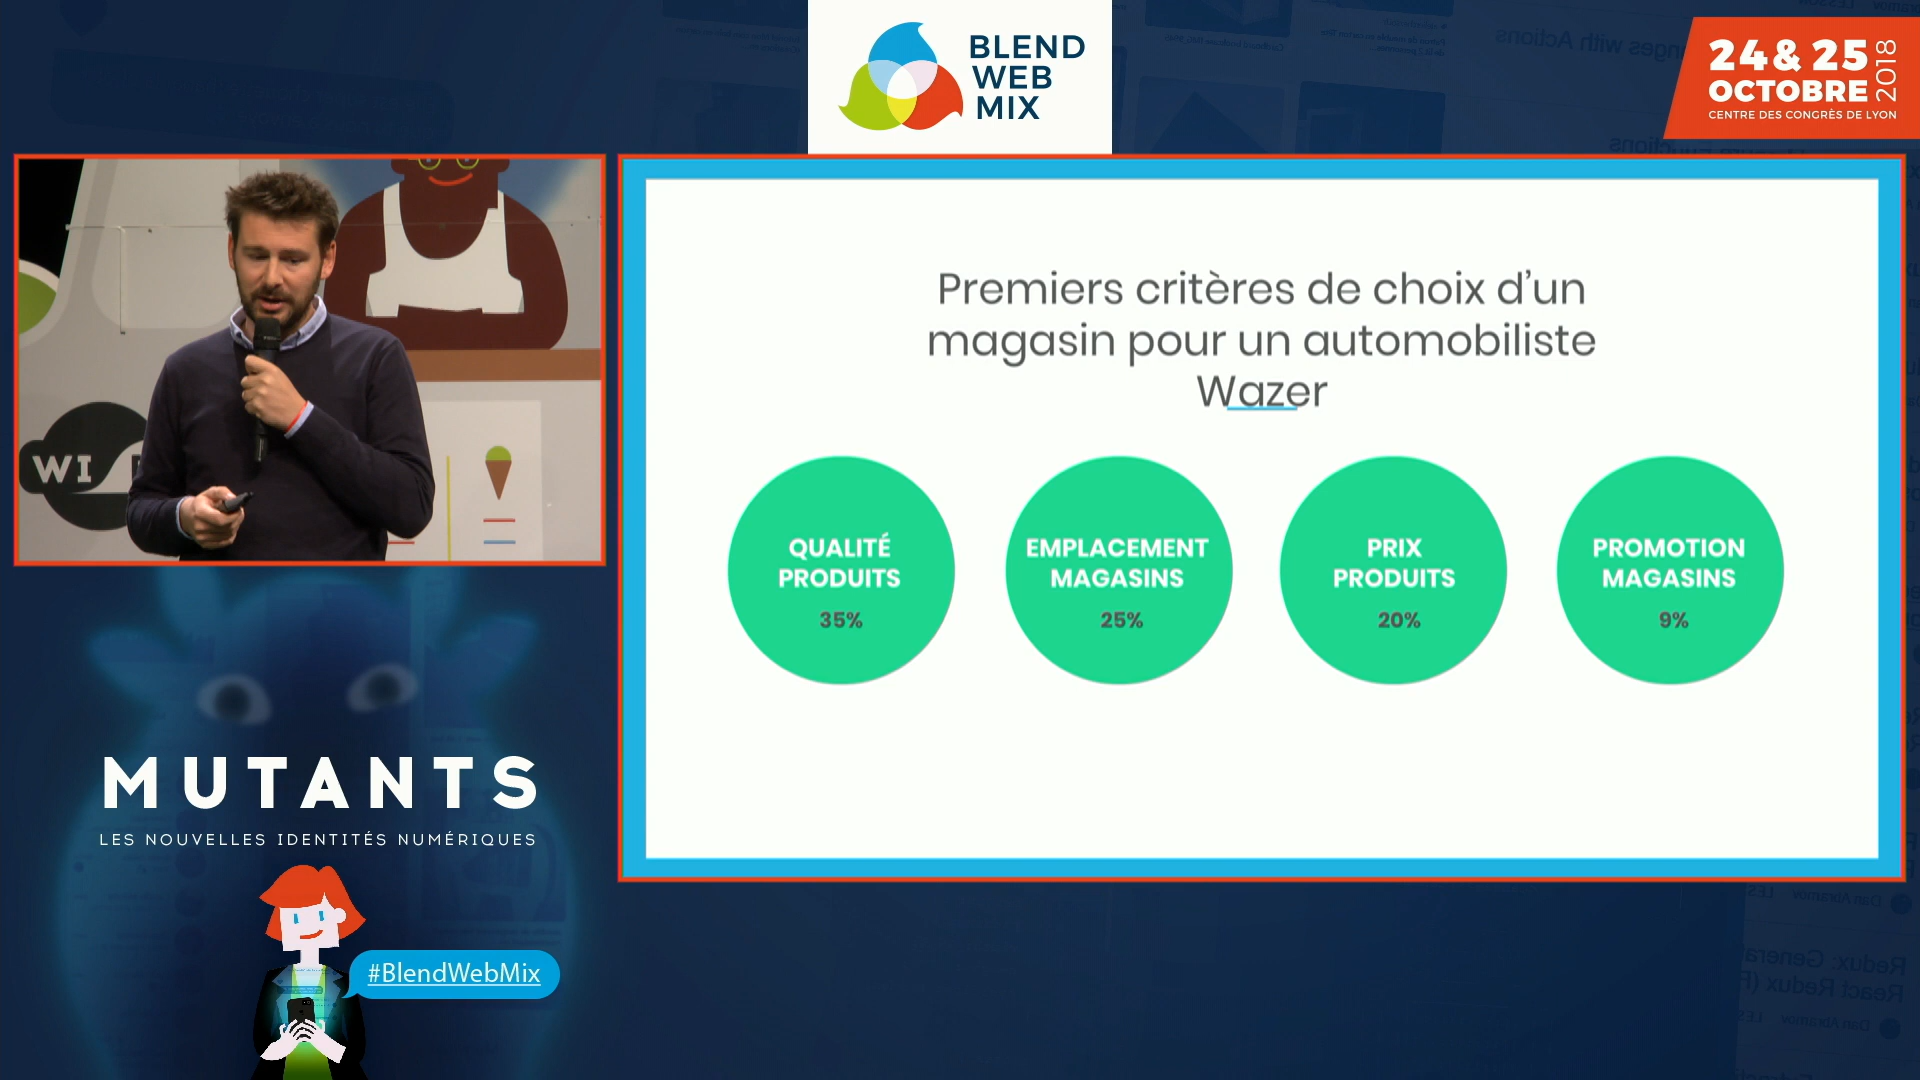 BLEND
WEB
MIX
24 & 25
OCTOBRE
2018
CENTRE DES CONGRÈS DE LYON
WI
Premiers critères de choix d'un
magasin pour un automobiliste
Wazer
QUALITÉ
PRODUITS
35%
EMPLACEMENT
MAGASINS
25%
PRIX
PRODUITS
20%
PROMOTION
MAGASINS
9%
MUTANTS
LES NOUVELLES IDENTITÉS NUMÉRIQUES
#BlendWebMix